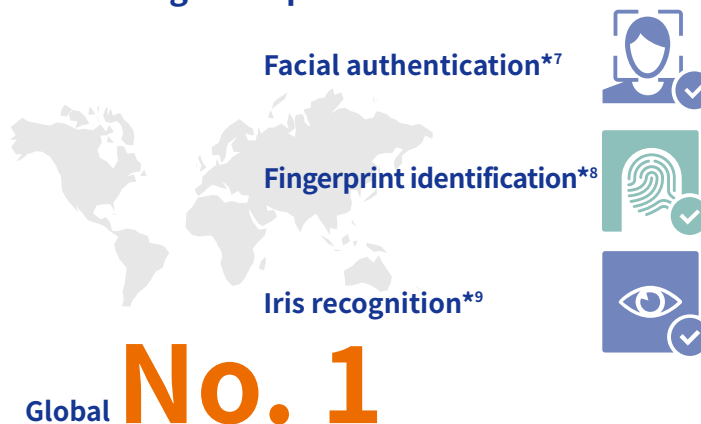 Facial authentication*7
Fingerprint identification*8
Iris recognition*9
Global No. 1